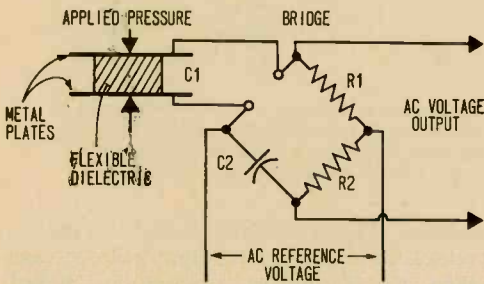 APPLIED PRESSURE
BRIDGE
C1
R1
METAL
PLATES
AC VOLTAGE
OUTPUT
FLEXIBLE
DIELECTRIC
C2
R2
AC REFERENCE
VOLTAGE